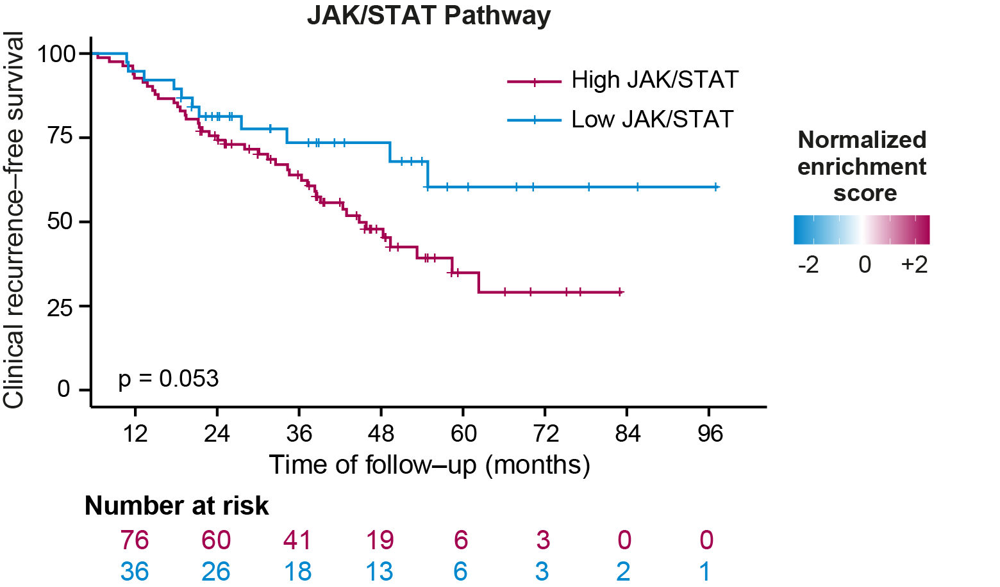 JAK/STAT Pathway
Clinical recurrence–free survival
100
75
50
25
0
High JAK/STAT
Low JAK/STAT
p = 0.053
12 24 36 48 60 72 84 96
Time of follow–up (months)
Normalized
enrichment
score
-2 0 +2
Number at risk
76 60 41 19 6 3 0 0
36 26 18 13 6 3 2 1